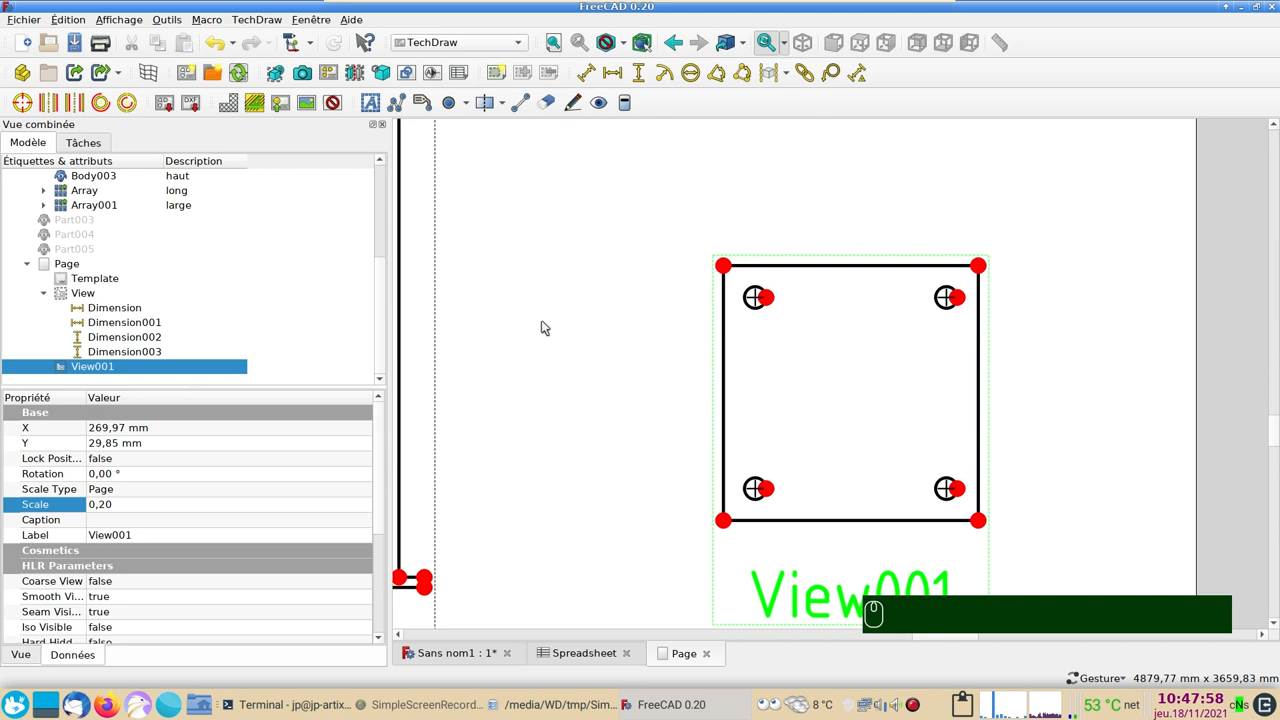 FreeCAD 0.20
Fichier Édition Affichage Outils Macro TechDraw Fenêtre Aide
TechDraw
Vue combinée
Modèle Tâches
Étiquettes & attributs Description
Body003 haut
Array long
Array001 large
Part003
Part004
Part005
Page
Template
View
Dimension
Dimension001
Dimension002
Dimension003
View001
Propriété Valeur
Base
X 269,97 mm
Y 29,85 mm
Lock Posit... false
Rotation 0,00 °
Scale Type Page
Scale 0,20
Caption
Label View001
Cosmetics
HLR Parameters
Coarse View false
Smooth Vi... true
Seam Visi... true
Iso Visible false
Hard Hidd... false
Vue Données
View001
Sans nom1 : 1* Spreadsheet Page
Gesture 4879,77 mm x 3659,83 mm
Terminal - jp@jp-artix... SimpleScreenRecord... /media/WD/tmp/Sim... FreeCAD 0.20 8 °C 53 °C net 10:47:58
jeu.18/11/2021